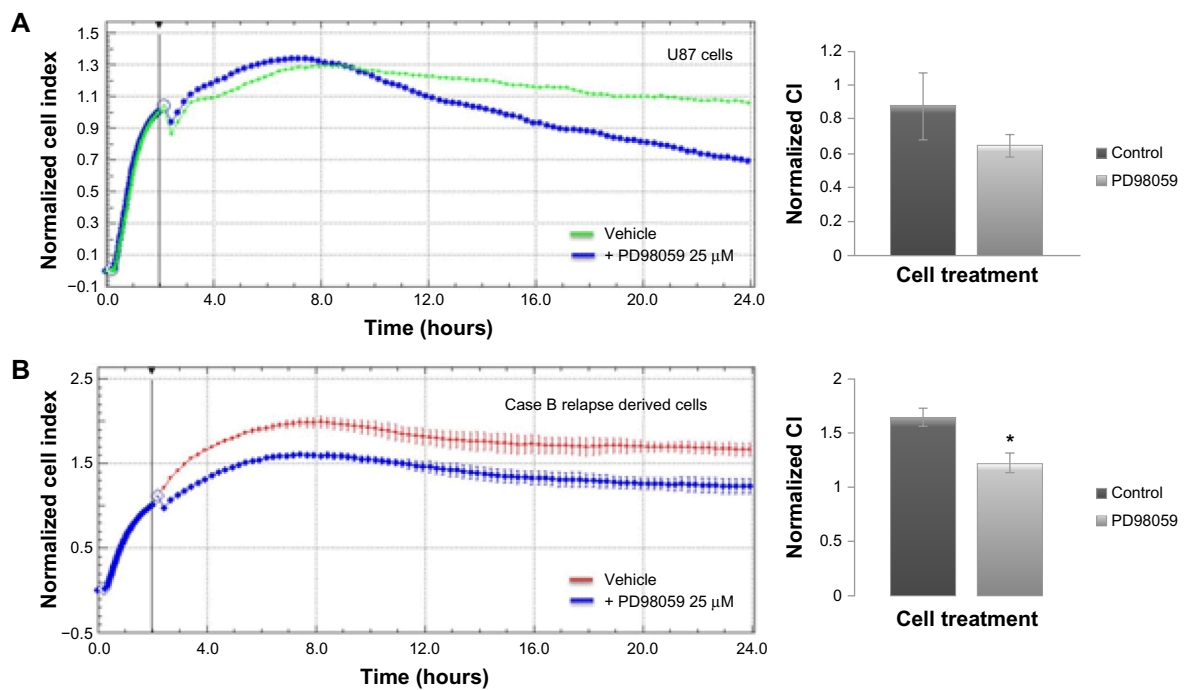 A
Normalized cell index
1.5
1.3
1.1
0.9
0.7
0.5
0.3
0.1
−0.1
U87 cells
Vehicle
+ PD98059 25 μM
0.0 4.0 8.0 12.0 16.0 20.0 24.0
Time (hours)
Normalized CI
1.2
1
0.8
0.6
0.4
0.2
0
Control
PD98059
Cell treatment
B
Normalized cell index
2.5
1.5
0.5
−0.5
Case B relapse derived cells
Vehicle
+ PD98059 25 μM
0.0 4.0 8.0 12.0 16.0 20.0 24.0
Time (hours)
Normalized CI
2
1.5
1
0.5
0
*
Control
PD98059
Cell treatment